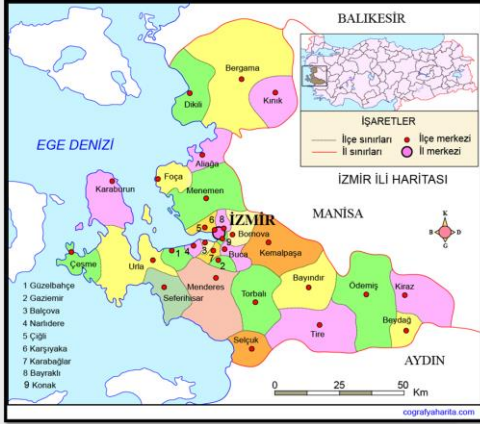 BALIKESİR
İŞARETLER
İlçe sınırları
İlçe merkezi
İl sınırları
İl merkezi
İZMİR İLİ HARİTASI
EGE DENİZİ
MANİSA
AYDIN
Bergama
Dikili
Kınık
Aliağa
Foça
Menemen
Karaburun
6
8
5
İZMİR
Bornova
9
Kemalpaşa
Çeşme
Urla
1
4
3
7
2
Buca
Seferihisar
Menderes
Torbalı
Bayındır
Ödemiş
Kiraz
Beydağ
Tire
Selçuk
K
B
D
G
1 Güzelbahçe
2 Gaziemir
3 Balçova
4 Narlıdere
5 Çiğli
6 Karşıyaka
7 Karabağlar
8 Bayraklı
9 Konak
0 25 50
Km
cografyaharita.com